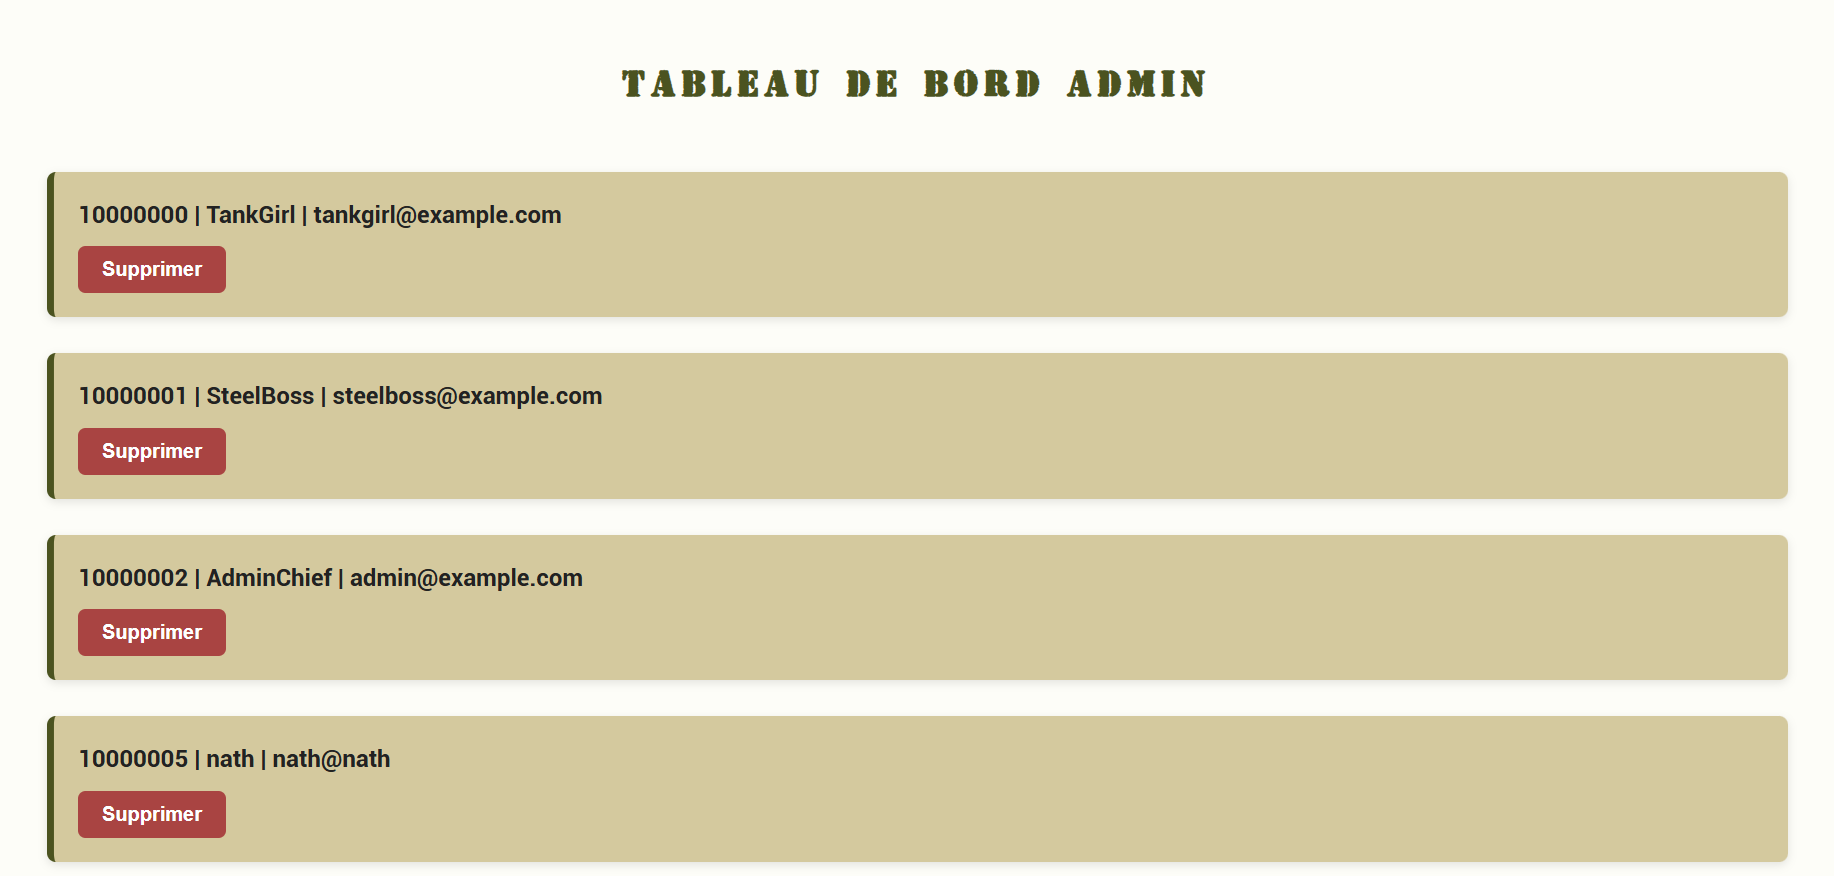 TABLEAU DE BORD ADMIN
10000000 | TankGirl | tankgirl@example.com
Supprimer
10000001 | SteelBoss | steelboss@example.com
Supprimer
10000002 | AdminChief | admin@example.com
Supprimer
10000005 | nath | nath@nath
Supprimer